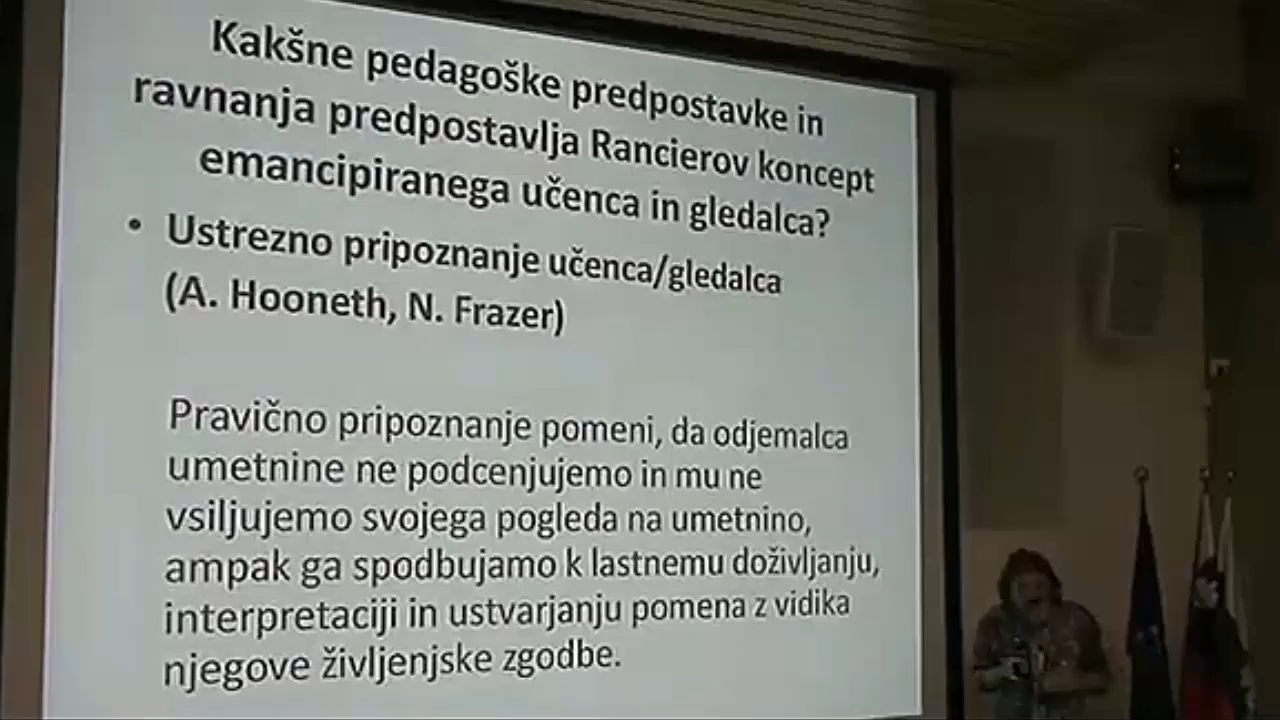 Kakšne pedagoške predpostavke in
ravnanja predpostavlja Rancierov koncept
emancipiranega učenca in gledalca?
• Ustrezno pripoznanje učenca/gledalca
(A. Hooneth, N. Frazer)
Pravično pripoznanje pomeni, da odjemalca
umetnine ne podcenjujemo in mu ne
vsiljujemo svojega pogleda na umetnino,
ampak ga spodbujamo k lastnemu doživljanju,
interpretaciji in ustvarjanju pomena z vidika
njegove življenjske zgodbe.